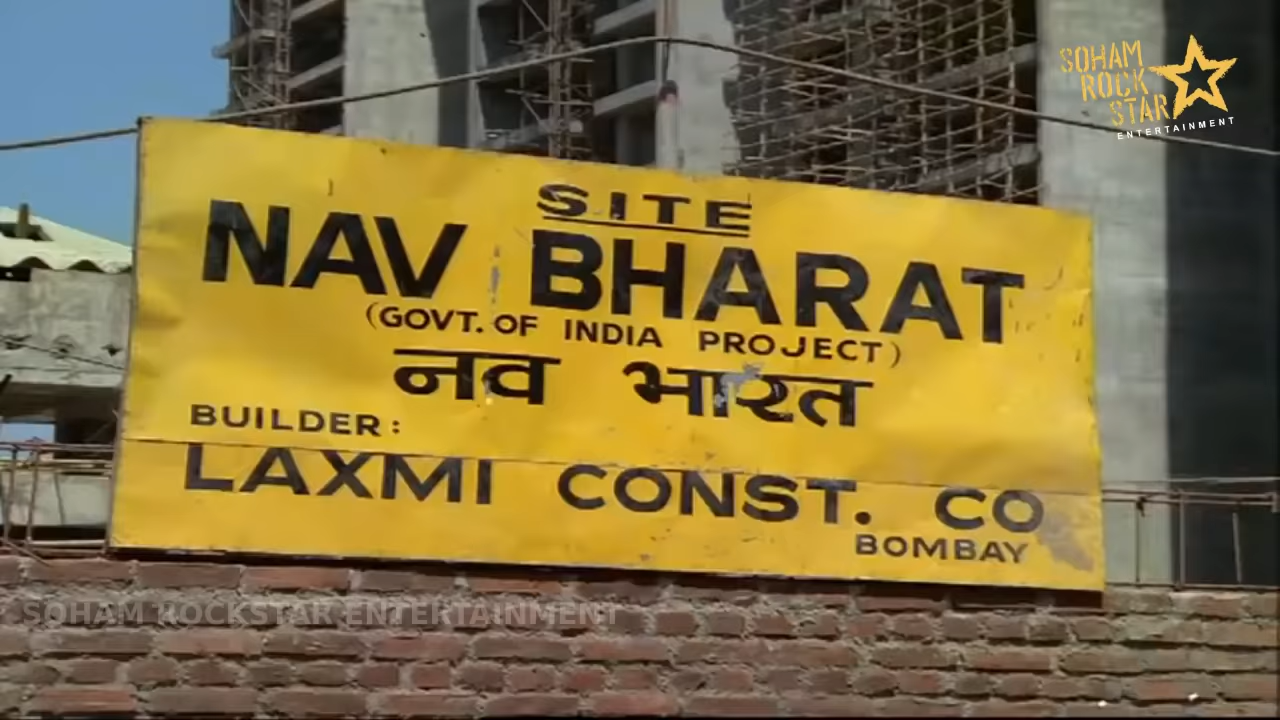 SOHAM
ROCK
STAR
ENTERTAINMENT
SITE
NAV BHARAT
(GOVT. OF INDIA PROJECT)
नव भारत
BUILDER:
LAXMI CONST. CO
BOMBAY
SOHAM ROCKSTAR ENTERTAINMENT